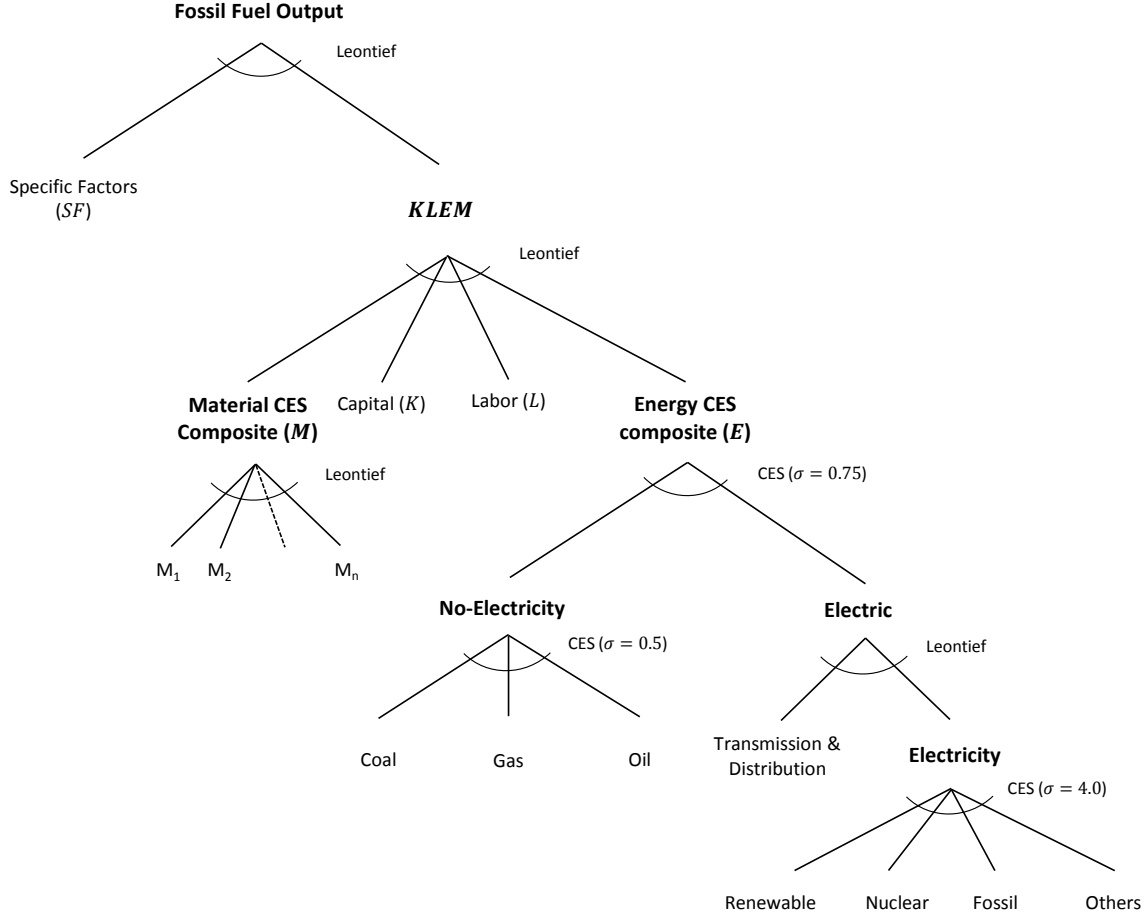 Fossil Fuel Output
Leontief
Specific Factors
(SF)
KLEM
Leontief
Material CES
Composite (M)
Capital (K)
Labor (L)
Energy CES
composite (E)
Leontief
CES (σ = 0.75)
M₁
M₂
Mₙ
No-Electricity
Electric
CES (σ = 0.5)
Leontief
Coal
Gas
Oil
Transmission &
Distribution
Electricity
CES (σ = 4.0)
Renewable
Nuclear
Fossil
Others